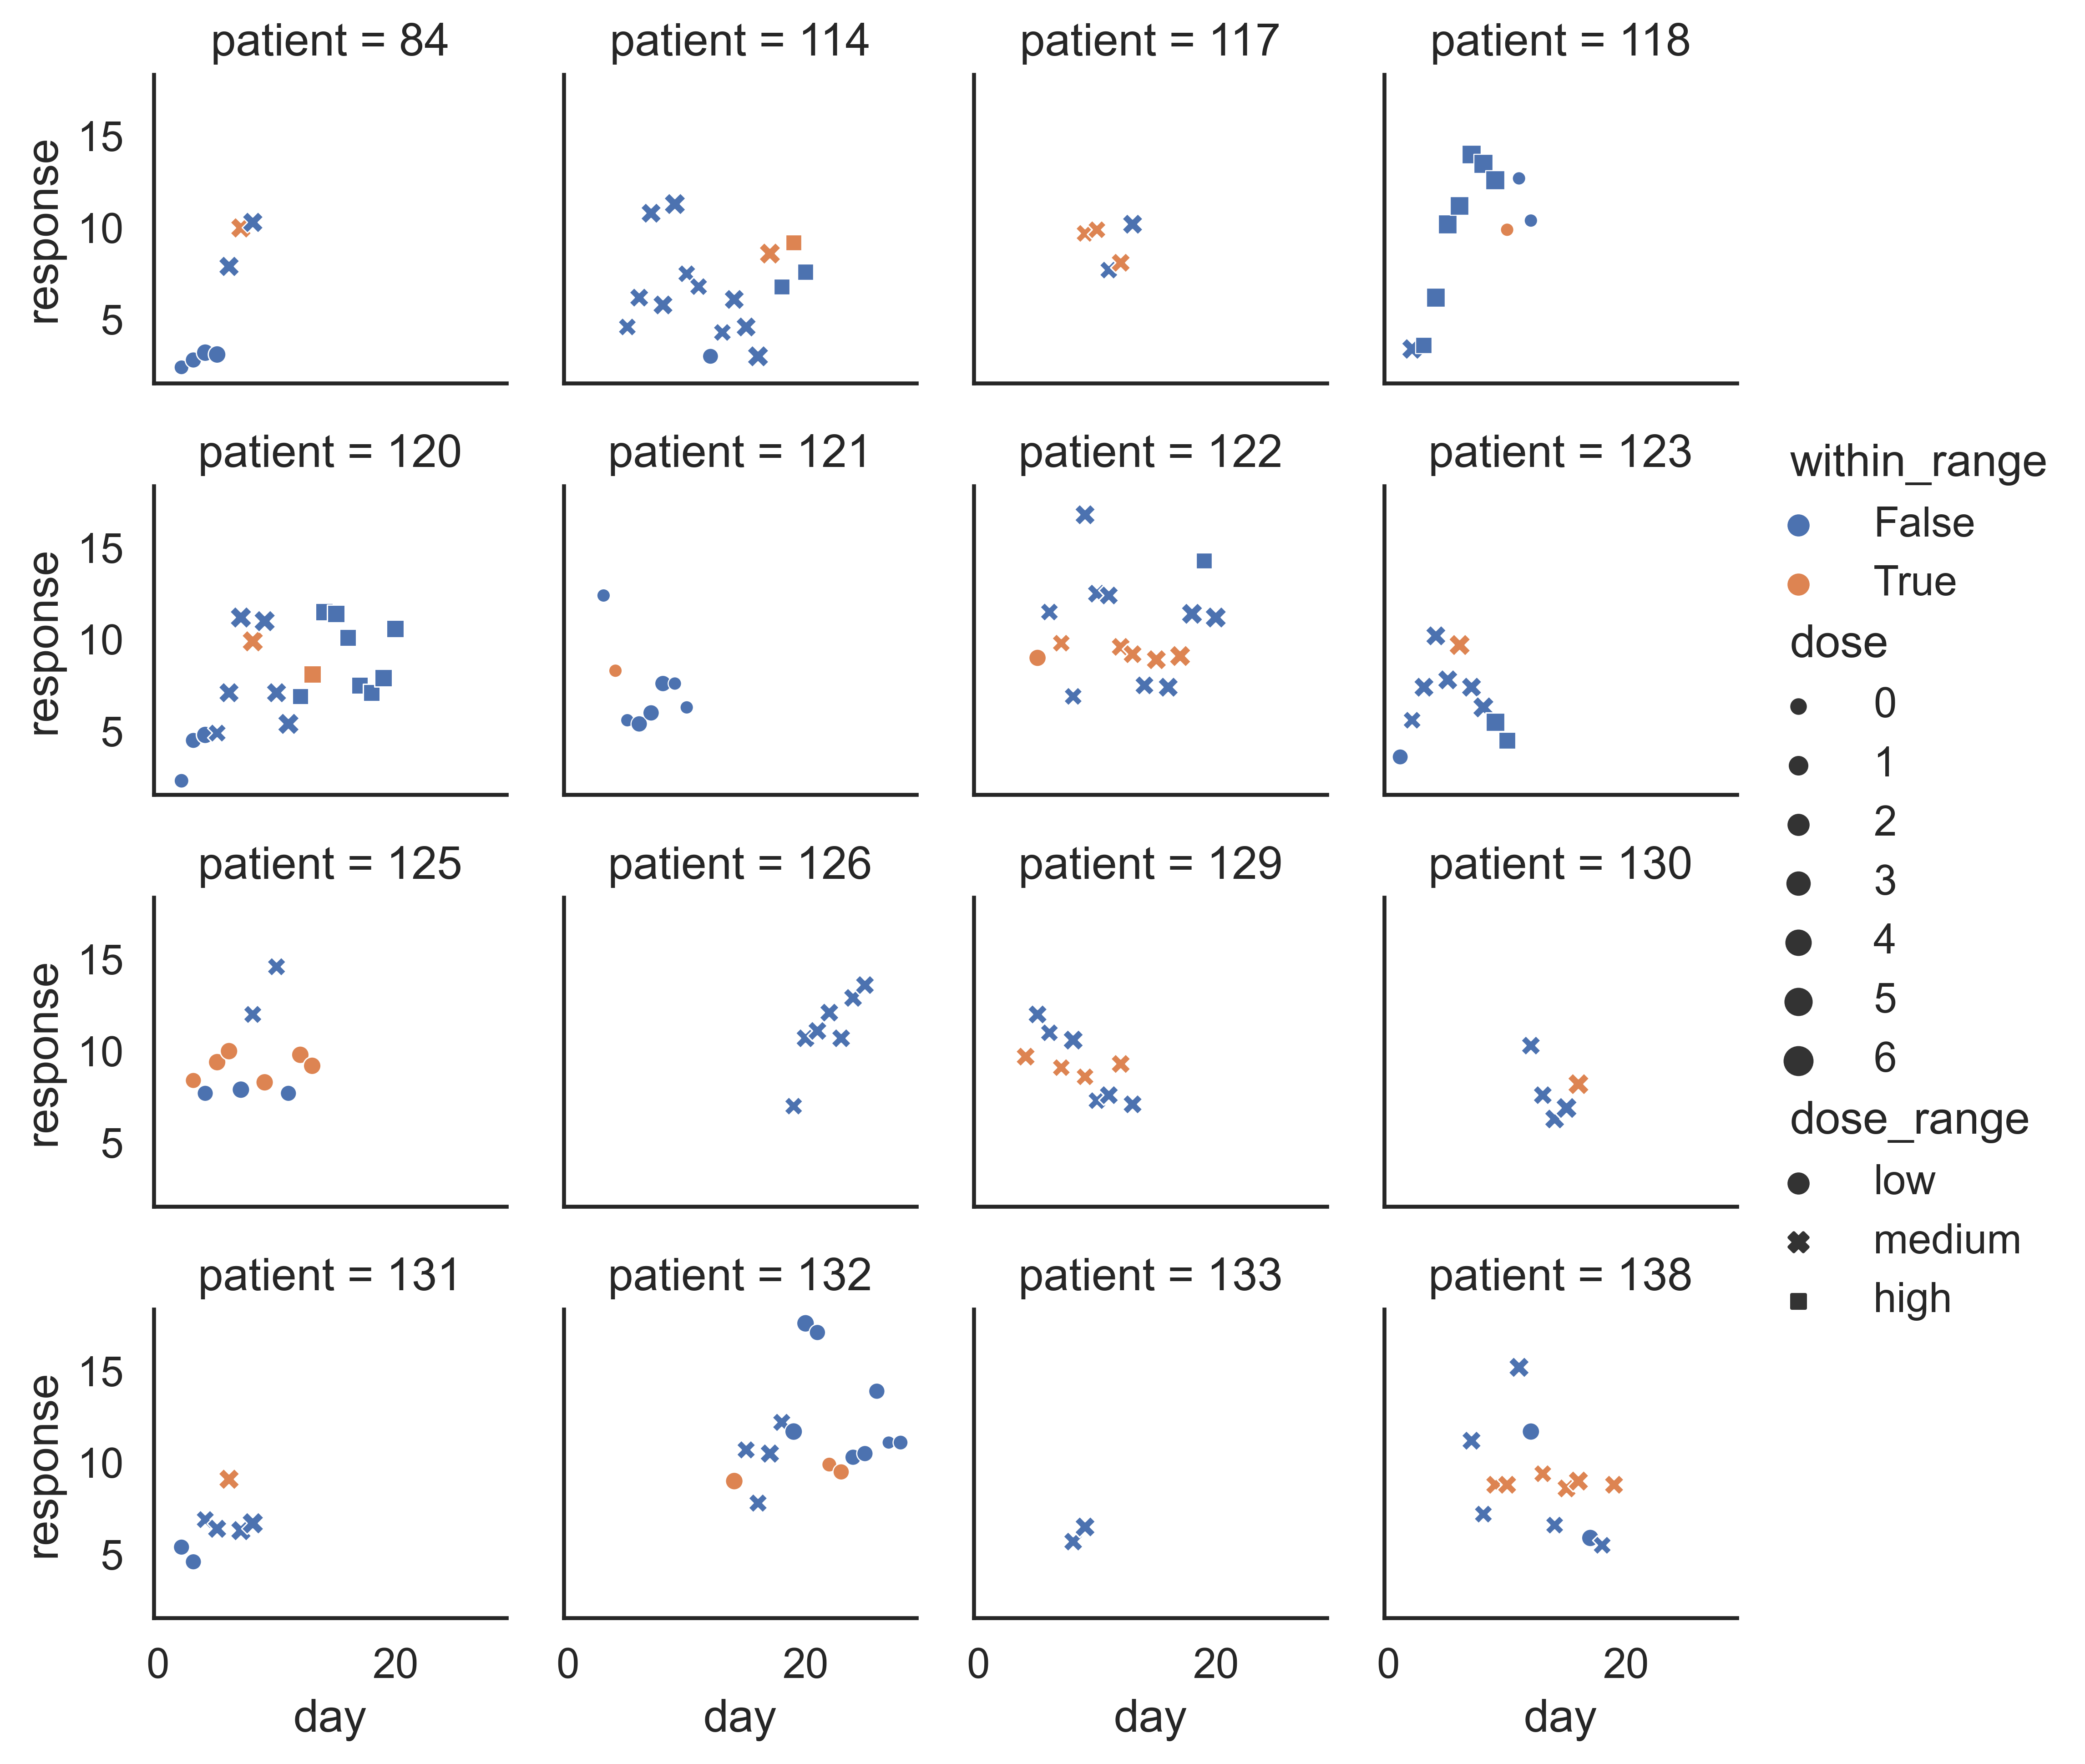 patient = 84
patient = 114
patient = 117
patient = 118
response
15
10
5
patient = 120
patient = 121
patient = 122
patient = 123
response
15
10
5
patient = 125
patient = 126
patient = 129
patient = 130
response
15
10
5
patient = 131
patient = 132
patient = 133
patient = 138
response
15
10
5
0 20
0 20
0 20
0 20
day
day
day
day
within_range
False
True
dose
0
1
2
3
4
5
6
dose_range
low
medium
high